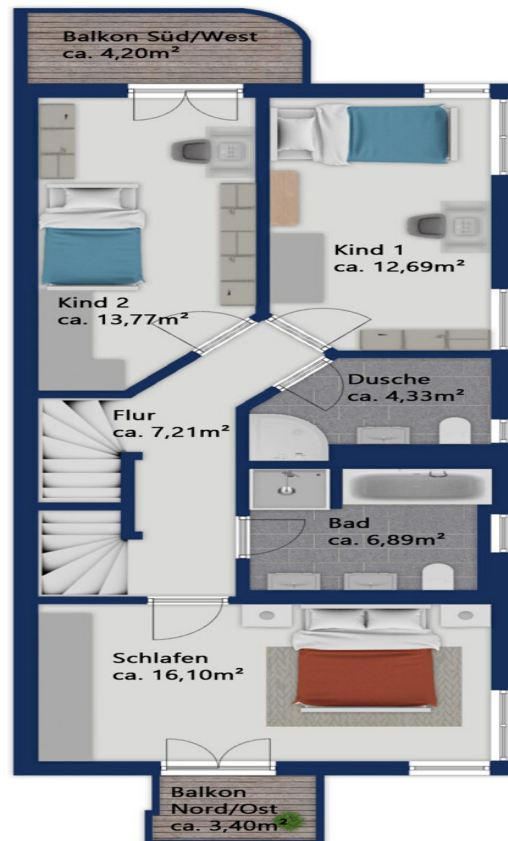 Balkon Süd/West
ca. 4,20m²
Kind 1
ca. 12,69m²
Kind 2
ca. 13,77m²
Dusche
ca. 4,33m²
Flur
ca. 7,21m²
Bad
ca. 6,89m²
Schlafen
ca. 16,10m²
Balkon
Nord/Ost
ca. 3,40m²